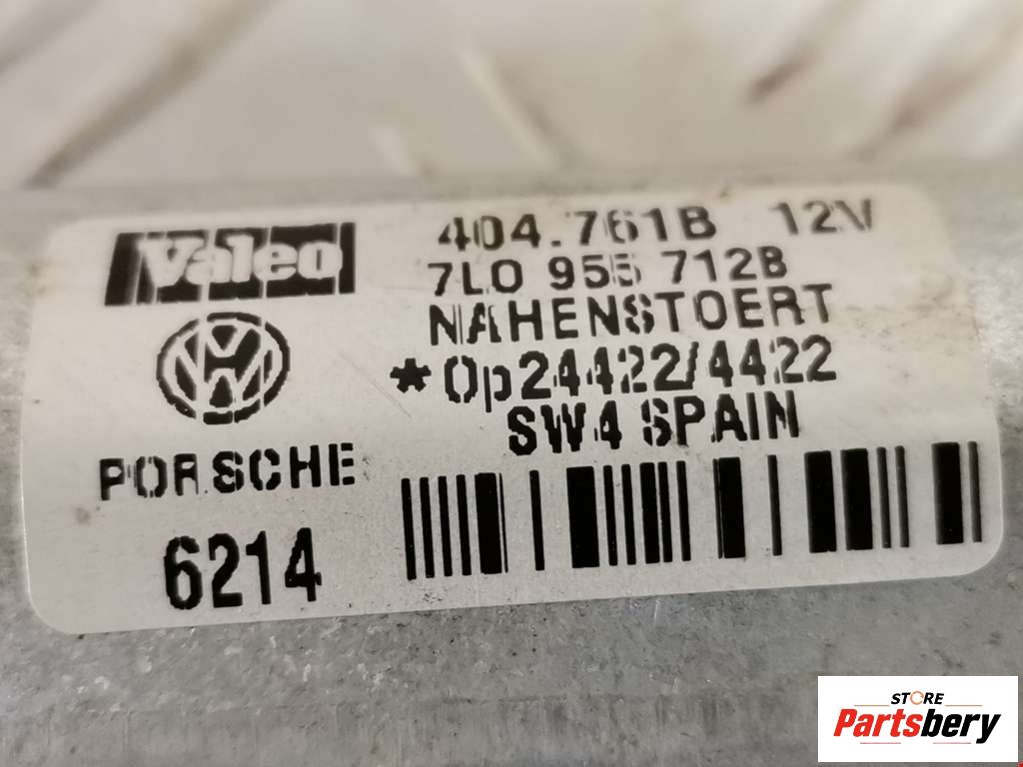 Valeo
404.761B 12V
7L0 955 712B
NAHENSTOERT
*Op24422/4422
SW4 SPAIN
PORSCHE
6214
STORE
Partsbery